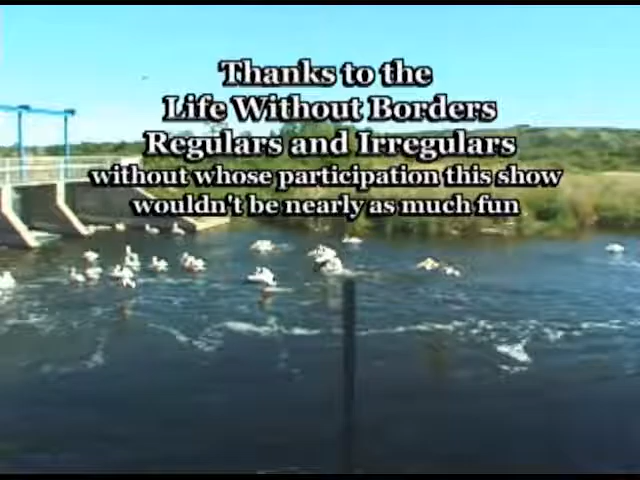 Thanks to the
Life Without Borders
Regulars and Irregulars
without whose participation this show
wouldn't be nearly as much fun